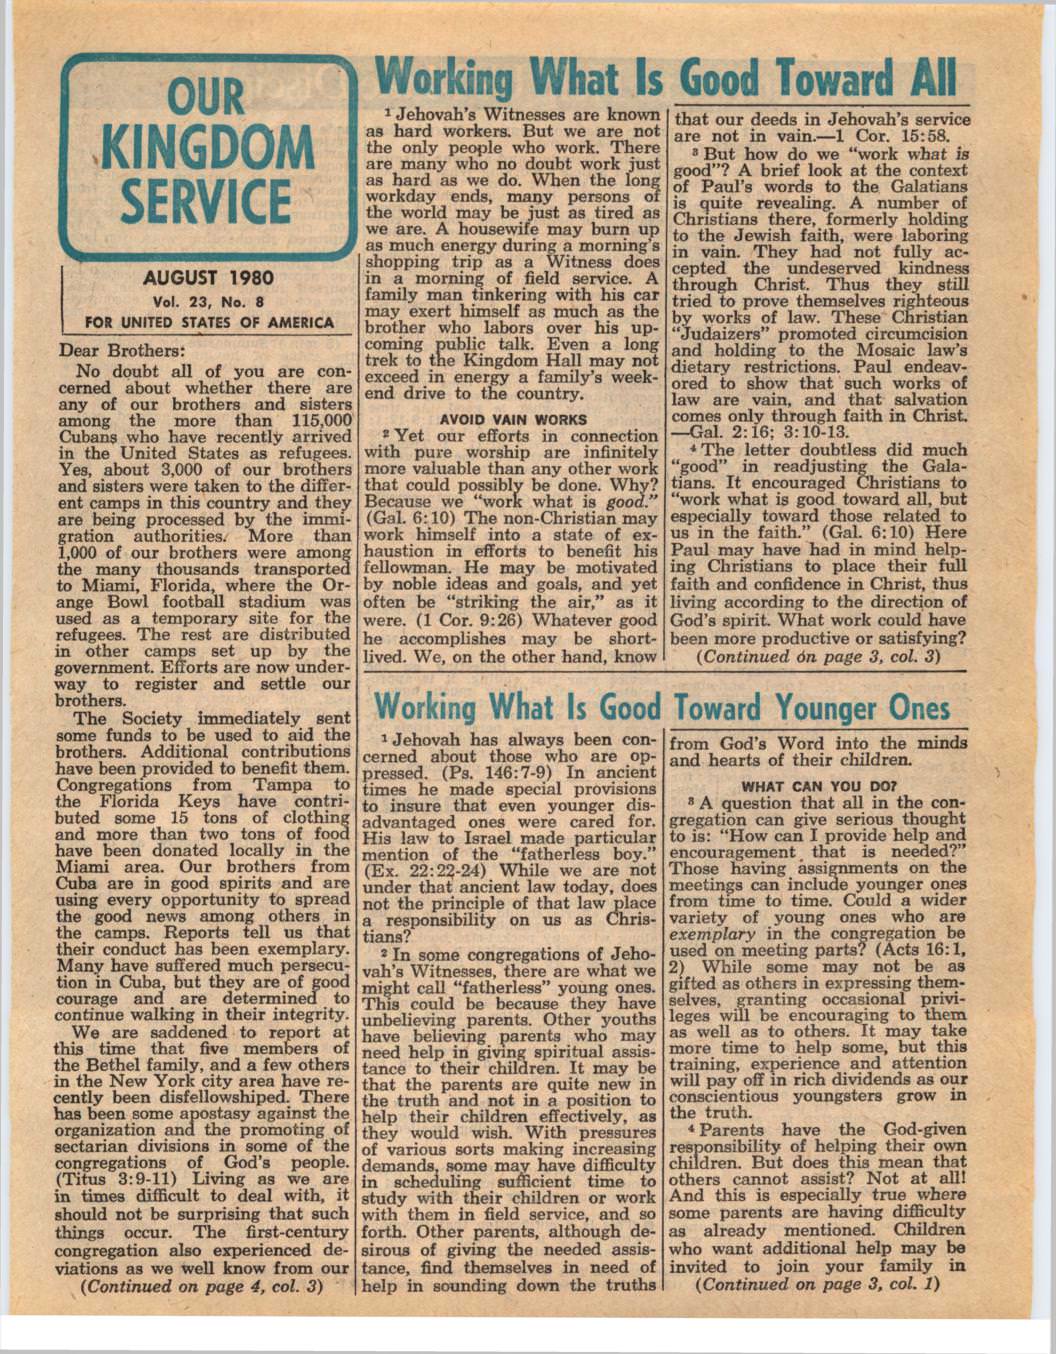 OUR
KINGDOM
SERVICE
AUGUST 1980
Vol. 23, No. 8
FOR UNITED STATES OF AMERICA
Dear Brothers:
No doubt all of you are con-
cerned about whether there are
any of our brothers and sisters
among the more than 115,000
Cubans who have recently arrived
in the United States as refugees.
Yes, about 3,000 of our brothers
and sisters were taken to the differ-
ent camps in this country and they
are being processed by the immi-
gration authorities. More than
1,000 of our brothers were among
the many thousands transported
to Miami, Florida, where the Or-
ange Bowl football stadium was
used as a temporary site for the
refugees. The rest are distributed
in other camps set up by the
government. Efforts are now under-
way to register and settle our
brothers.
The Society immediately sent
some funds to be used to aid the
brothers. Additional contributions
have been provided to benefit them.
Congregations from Tampa to
the Florida Keys have contri-
buted some 15 tons of clothing
and more than two tons of food
have been donated locally in the
Miami area. Our brothers from
Cuba are in good spirits and are
using every opportunity to spread
the good news among others in
the camps. Reports tell us that
their conduct has been exemplary.
Many have suffered much persecu-
tion in Cuba, but they are of good
courage and are determined to
continue walking in their integrity.
We are saddened to report at
this time that five members of
the Bethel family, and a few others
in the New York city area have re-
cently been disfellowshiped. There
has been some apostasy against the
organization and the promoting of
sectarian divisions in some of the
congregations of God's people.
(Titus 3:9-11) Living as we are
in times difficult to deal with, it
should not be surprising that such
things occur. The first-century
congregation also experienced de-
viations as we well know from our
(Continued on page 4, col. 3)
Working What Is Good Toward All
1 Jehovah's Witnesses are known
as hard workers. But we are not
the only people who work. There
are many who no doubt work just
as hard as we do. When the long
workday ends, many persons of
the world may be just as tired as
we are. A housewife may burn up
as much energy during a morning's
shopping trip as a Witness does
in a morning of field service. A
family man tinkering with his car
may exert himself as much as the
brother who labors over his up-
coming public talk. Even a long
trek to the Kingdom Hall may not
exceed in energy a family's week-
end drive to the country.
AVOID VAIN WORKS
2 Yet our efforts in connection
with pure worship are infinitely
more valuable than any other work
that could possibly be done. Why?
Because we "work what is good."
(Gal. 6:10) The non-Christian may
work himself into a state of ex-
haustion in efforts to benefit his
fellowman. He may be motivated
by noble ideas and goals, and yet
often be "striking the air," as it
were. (1 Cor. 9:26) Whatever good
he accomplishes may be short-
lived. We, on the other hand, know
that our deeds in Jehovah's service
are not in vain.—1 Cor. 15:58.
3 But how do we "work what is
good"? A brief look at the context
of Paul's words to the Galatians
is quite revealing. A number of
Christians there, formerly holding
to the Jewish faith, were laboring
in vain. They had not fully ac-
cepted the undeserved kindness
through Christ. Thus they still
tried to prove themselves righteous
by works of law. These Christian
"Judaizers" promoted circumcision
and holding to the Mosaic law's
dietary restrictions. Paul endeav-
ored to show that such works of
law are vain, and that salvation
comes only through faith in Christ.
—Gal. 2:16; 3:10-13.
4 The letter doubtless did much
"good" in readjusting the Gala-
tians. It encouraged Christians to
"work what is good toward all, but
especially toward those related to
us in the faith." (Gal. 6:10) Here
Paul may have had in mind help-
ing Christians to place their full
faith and confidence in Christ, thus
living according to the direction of
God's spirit. What work could have
been more productive or satisfying?
(Continued on page 3, col. 3)
Working What Is Good Toward Younger Ones
1 Jehovah has always been con-
cerned about those who are op-
pressed. (Ps. 146:7-9) In ancient
times he made special provisions
to insure that even younger dis-
advantaged ones were cared for.
His law to Israel made particular
mention of the "fatherless boy."
(Ex. 22:22-24) While we are not
under that ancient law today, does
not the principle of that law place
a responsibility on us as Chris-
tians?
2 In some congregations of Jeho-
vah's Witnesses, there are what we
might call "fatherless" young ones.
This could be because they have
unbelieving parents. Other youths
have believing parents who may
need help in giving spiritual assis-
tance to their children. It may be
that the parents are quite new in
the truth and not in a position to
help their children effectively, as
they would wish. With pressures
of various sorts making increasing
demands, some may have difficulty
in scheduling sufficient time to
study with their children or work
with them in field service, and so
forth. Other parents, although de-
sirous of giving the needed assis-
tance, find themselves in need of
help in sounding down the truths
from God's Word into the minds
and hearts of their children.
WHAT CAN YOU DO?
3 A question that all in the con-
gregation can give serious thought
to is: "How can I provide help and
encouragement that is needed?"
Those having assignments on the
meetings can include younger ones
from time to time. Could a wider
variety of young ones who are
exemplary in the congregation be
used on meeting parts? (Acts 16:1,
2) While some may not be as
gifted as others in expressing them-
selves, granting occasional privi-
leges will be encouraging to them
as well as to others. It may take
more time to help some, but this
training, experience and attention
will pay off in rich dividends as our
conscientious youngsters grow in
the truth.
4 Parents have the God-given
responsibility of helping their own
children. But does this mean that
others cannot assist? Not at all!
And this is especially true where
some parents are having difficulty
as already mentioned. Children
who want additional help may be
invited to join your family in
(Continued on page 3, col. 1)